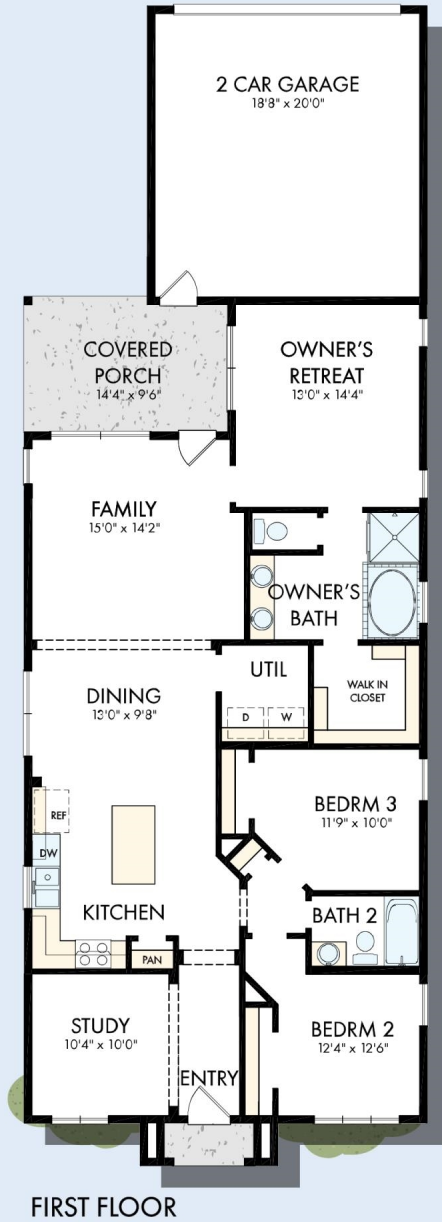 2 CAR GARAGE
18'8" x 20'0"
COVERED
PORCH
14'4" x 9'6"
OWNER'S
RETREAT
13'0" x 14'4"
FAMILY
15'0" x 14'2"
OWNER'S
BATH
UTIL
D W
WALK IN
CLOSET
DINING
13'0" x 9'8"
REF
DW
KITCHEN
PAN
BEDRM 3
11'9" x 10'0"
BATH 2
STUDY
10'4" x 10'0"
ENTRY
BEDRM 2
12'4" x 12'6"
FIRST FLOOR